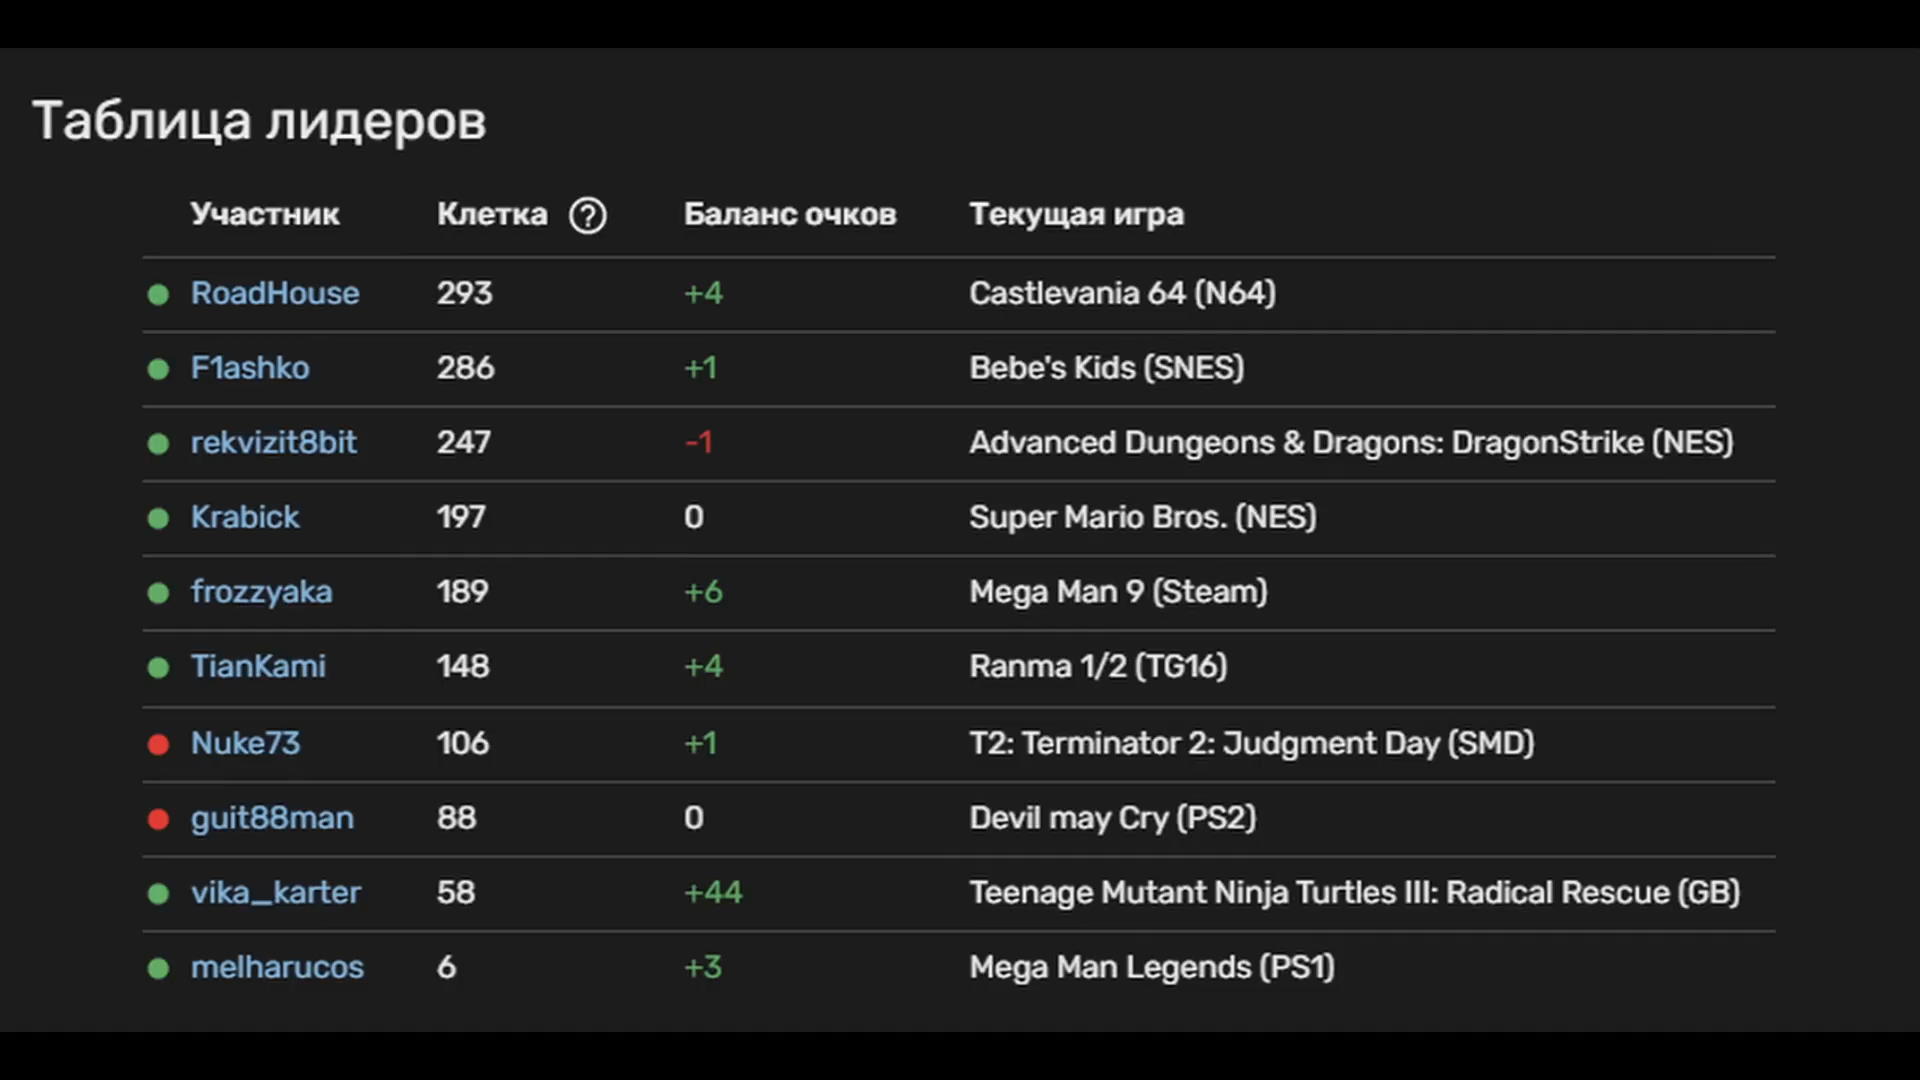 Таблица лидеров
Участник Клетка ? Баланс очков Текущая игра
RoadHouse 293 +4 Castlevania 64 (N64)
F1ashko 286 +1 Bebe's Kids (SNES)
rekvizit8bit 247 -1 Advanced Dungeons & Dragons: DragonStrike (NES)
Krabick 197 0 Super Mario Bros. (NES)
frozzyaka 189 +6 Mega Man 9 (Steam)
TianKami 148 +4 Ranma 1/2 (TG16)
Nuke73 106 +1 T2: Terminator 2: Judgment Day (SMD)
guit88man 88 0 Devil may Cry (PS2)
vika_karter 58 +44 Teenage Mutant Ninja Turtles III: Radical Rescue (GB)
melharucos 6 +3 Mega Man Legends (PS1)